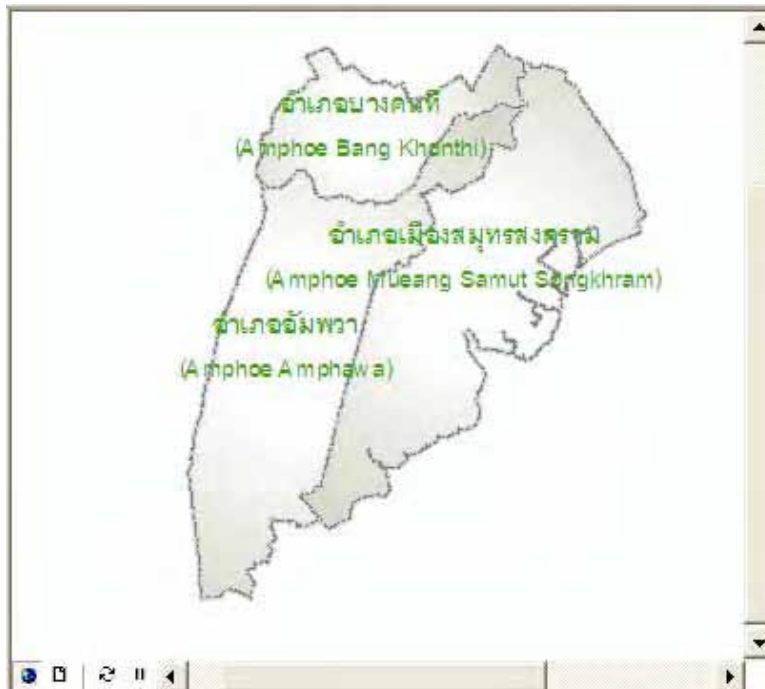 อำเภอบางคนที
(Amphoe Bang Khonthi)
อำเภอเมืองสมุทรสงคราม
(Amphoe Mueang Samut Songkhram)
อำเภออัมพวา
(Amphoe Amphawa)